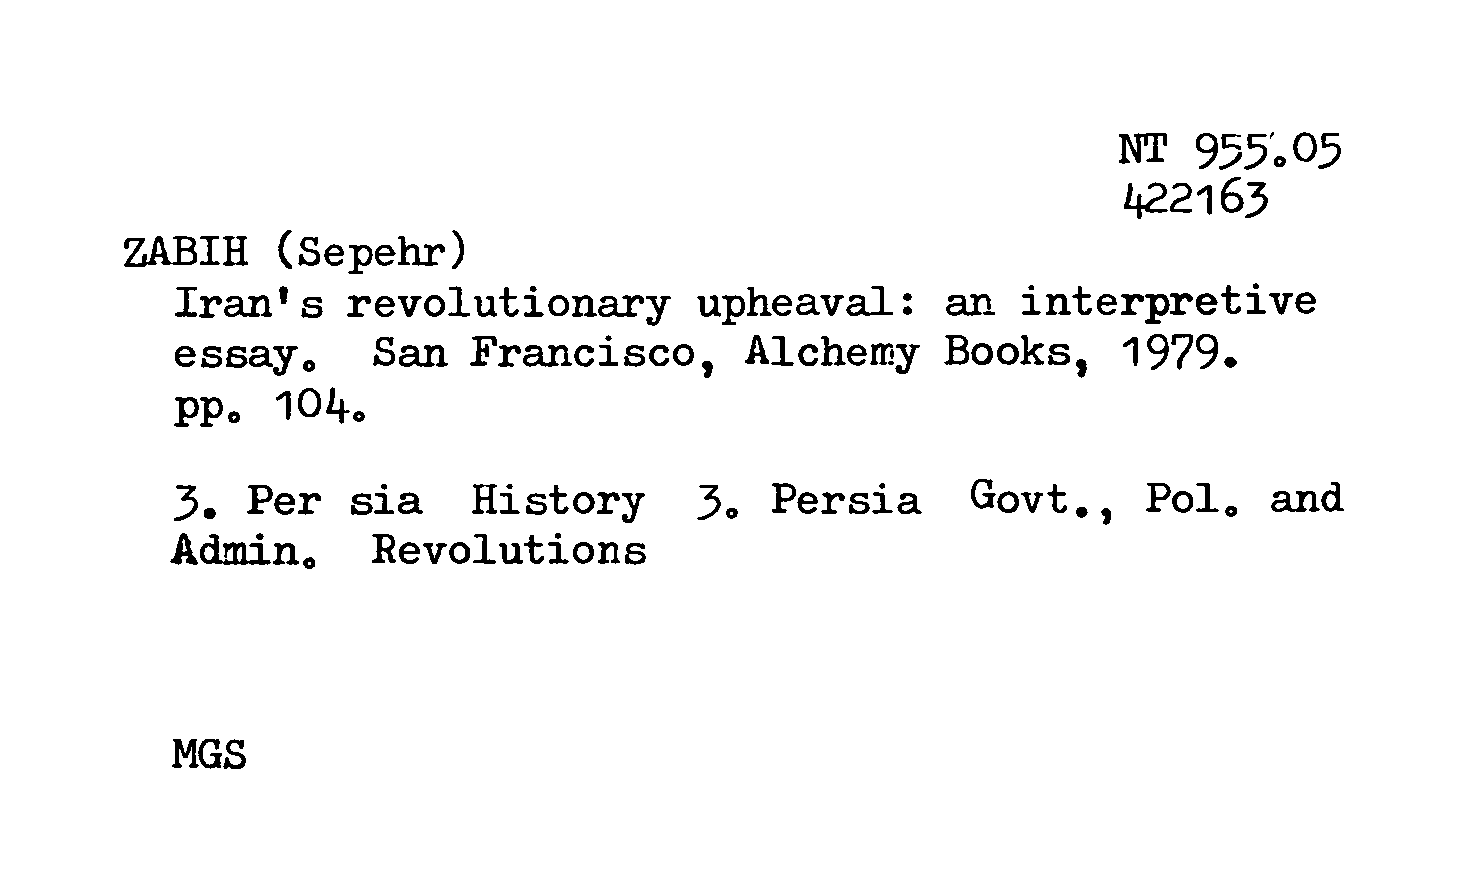 NT 955.05
422163
ZABIH (Sepehr)
Iran's revolutionary upheaval: an interpretive
essay. San Francisco, Alchemy Books, 1979.
pp. 104.
3. Per sia History 3. Persia Govt., Pol. and
Admin. Revolutions
MGS